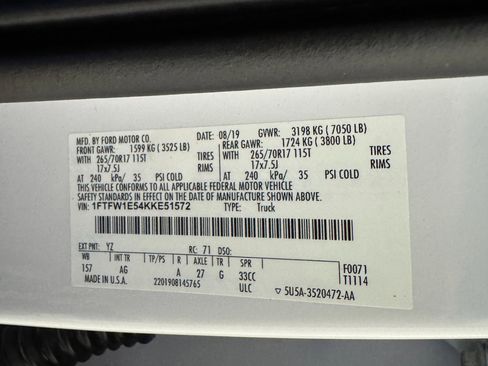 MFD. BY FORD MOTOR CO. DATE: 08/19 GVWR: 3198 KG ( 7050 LB)
FRONT GAWR: 1599 KG ( 3525 LB) REAR GAWR: 1724 KG ( 3800 LB)
WITH 265/70R17 115T TIRES WITH 265/70R17 115T TIRES
17x7.5J RIMS 17x7.5J RIMS
AT 240 kPa/ 35 PSI COLD AT 240 kPa/ 35 PSI COLD
THIS VEHICLE CONFORMS TO ALL APPLICABLE FEDERAL MOTOR VEHICLE
SAFETY STANDARDS IN EFFECT ON THE DATE OF MANUFACTURE SHOWN ABOVE.
VIN: 1FTFW1E54KKE51572 TYPE: Truck
EXT PNT: YZ RC: 71 DSO:
WB INT TR TP/PS R AXLE TR SPR
157 AG A 27 G 33CC F0071
ULC T1114
MADE IN U.S.A. 2201908145765 5U5A-3520472-AA